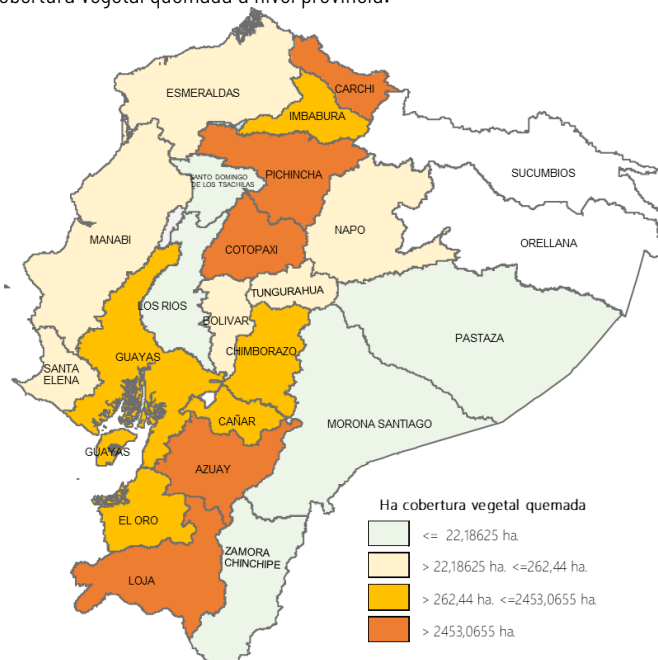 cobertura vegetal quemada a nivel provincia.
ESMERALDAS
CARCHI
IMBABURA
SANTO DOMINGO
DE LOS TSACHILAS
PICHINCHA
SUCUMBIOS
MANABI
NAPO
ORELLANA
COTOPAXI
TUNGURAHUA
LOS RIOS
BOLIVAR
PASTAZA
GUAYAS
CHIMBORAZO
SANTA
ELENA
CAÑAR
MORONA SANTIAGO
GUAYAS
AZUAY
EL ORO
ZAMORA
CHINCHIPE
LOJA
Ha cobertura vegetal quemada
<= 22,18625 ha.
> 22,18625 ha. <=262,44 ha.
> 262,44 ha. <=2453,0655 ha.
> 2453,0655 ha.